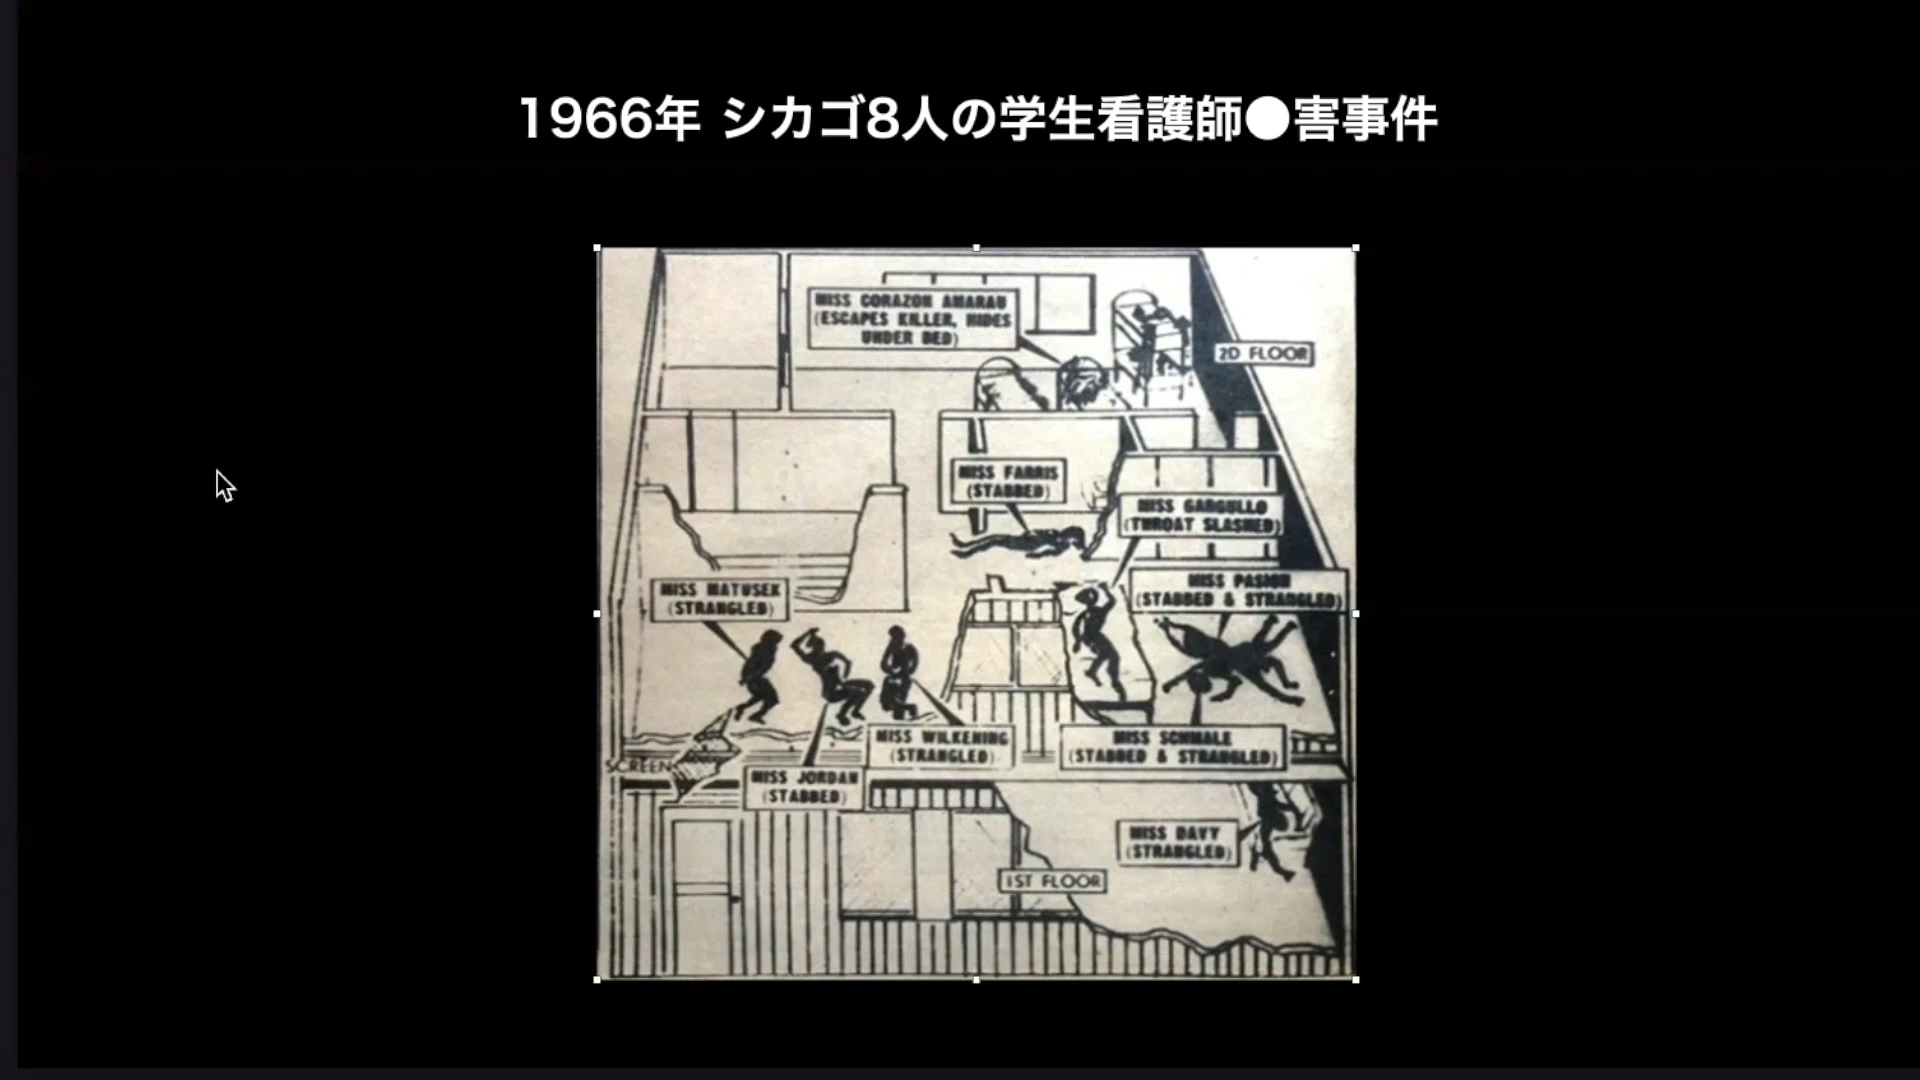 1966年 シカゴ8人の学生看護師●害事件
MISS CORAZON AMARAU
(ESCAPES KILLER, HIDES
UNDER BED)
2D FLOOR
MISS FARRIS
(STABBED)
MISS GARGULLO
(THROAT SLASHED)
MISS PASION
(STABBED & STRANGLED)
MISS MATUSEK
(STRANGLED)
MISS WILKENING
(STRANGLED)
MISS SCHMALE
(STABBED & STRANGLED)
SCREEN
MISS JORDAN
(STABBED)
MISS DAVY
(STRANGLED)
1ST FLOOR